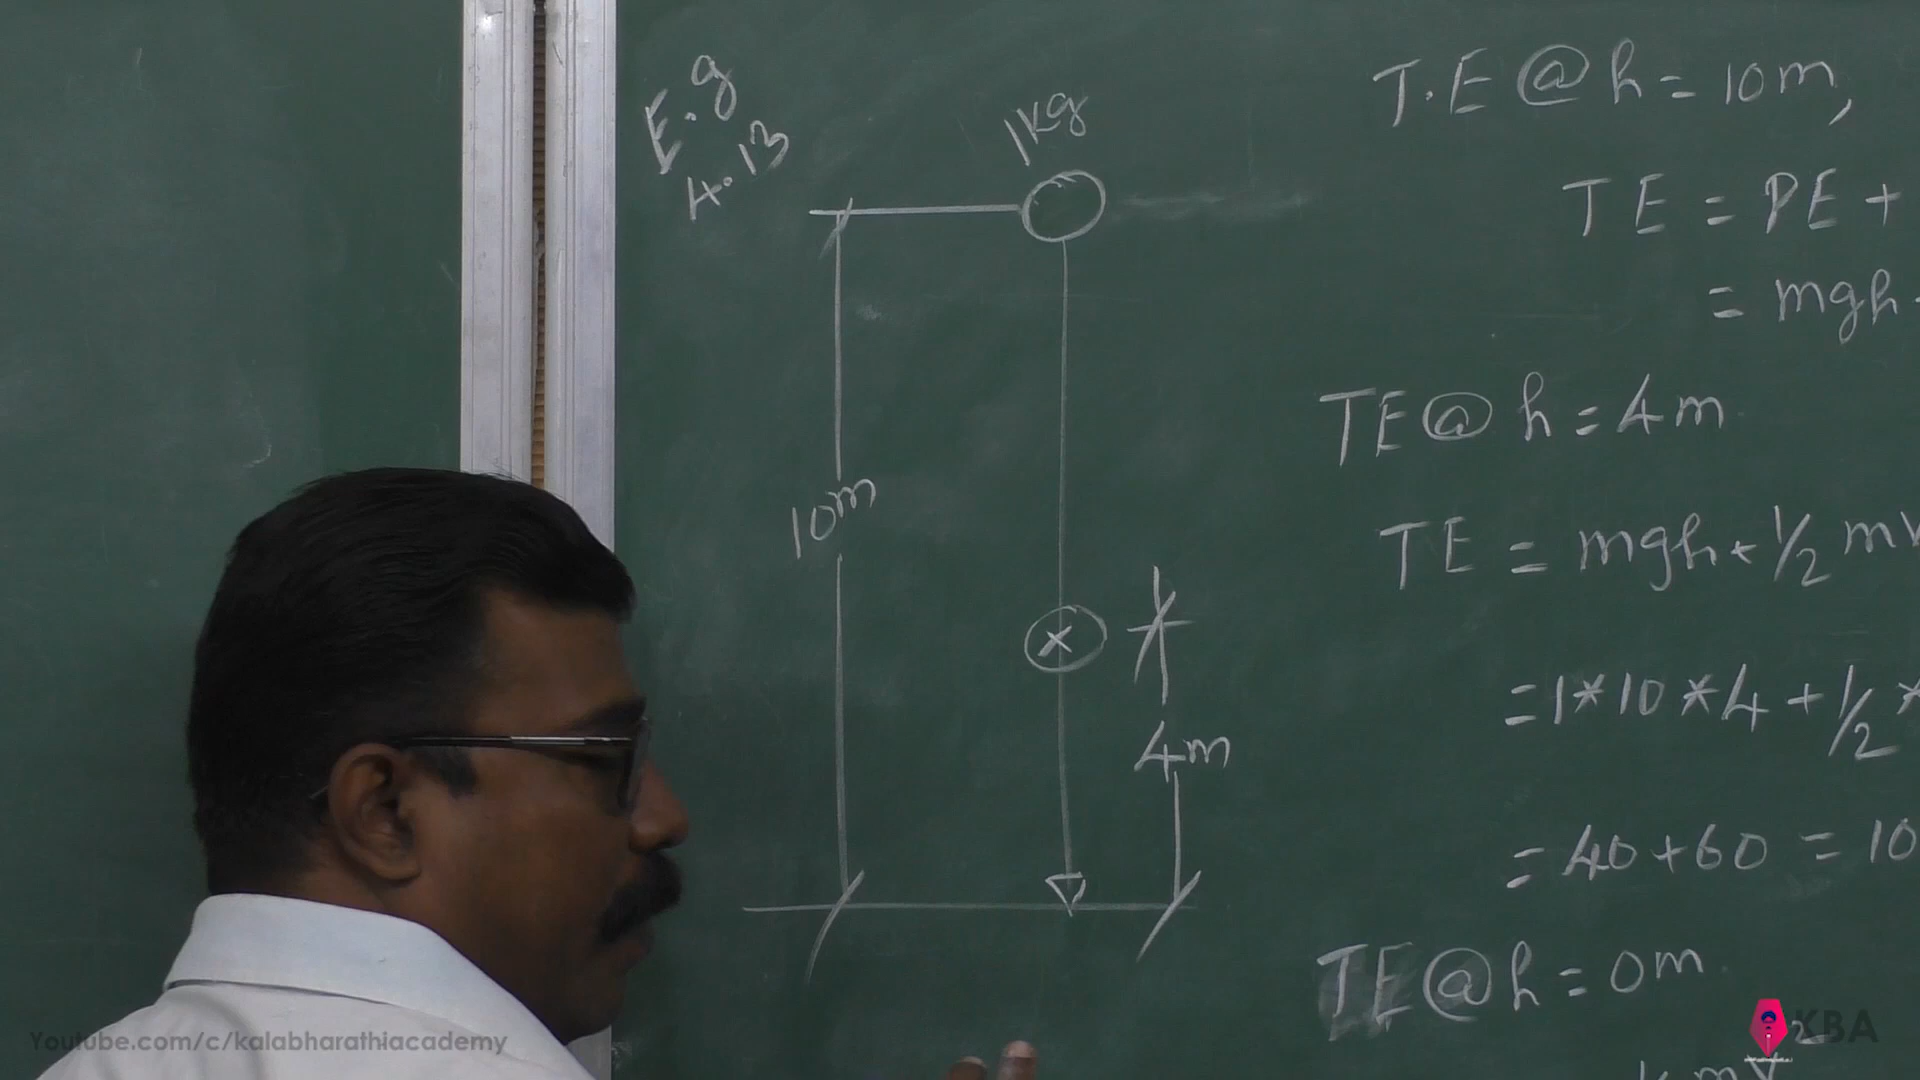 E.g
4.13
1kg
10m
4m
T.E @ h = 10m,
TE = PE +
= mgh
TE @ h = 4m
TE = mgh + 1/2 mv
= 1*10*4 + 1/2 *
= 40 + 60 = 10
TE @ h = 0m
Youtube.com/c/kalabharathiacademy
KBA